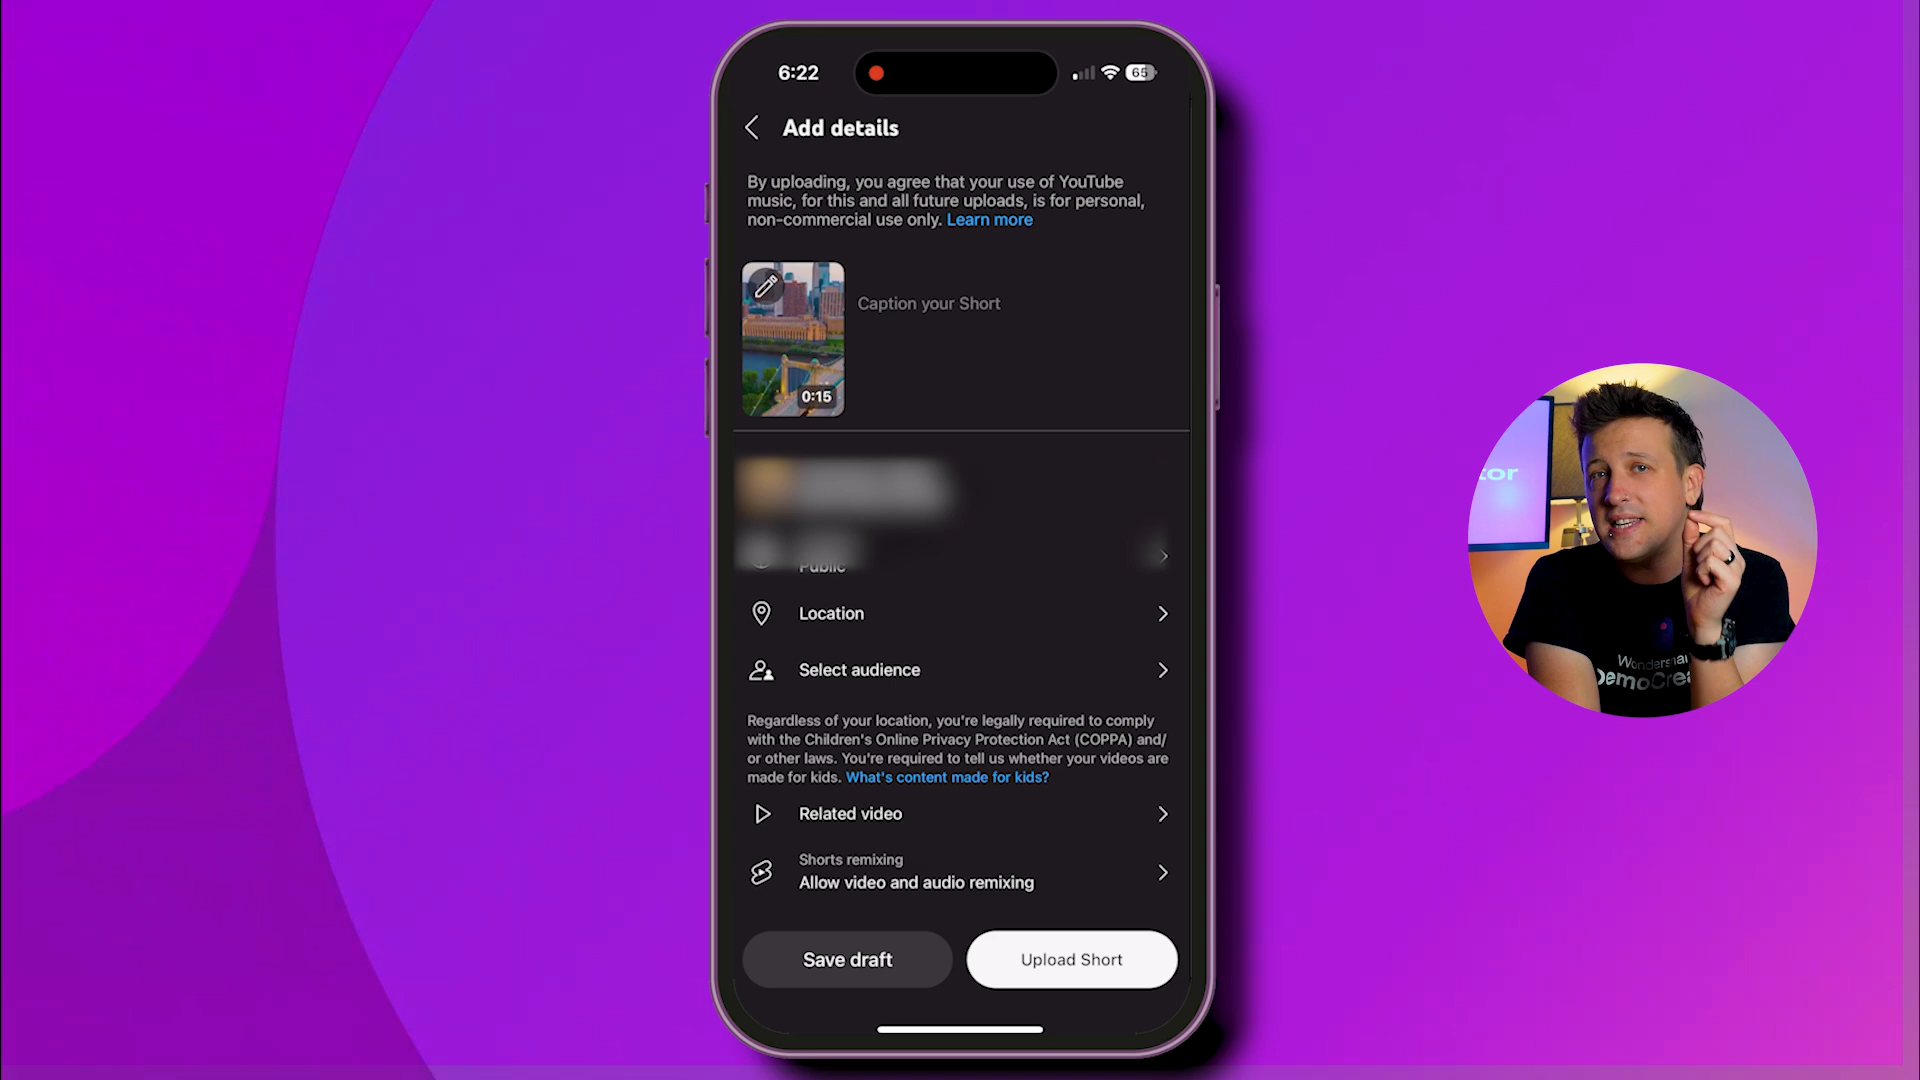 6:22
65
Add details
By uploading, you agree that your use of YouTube
music, for this and all future uploads, is for personal,
non-commercial use only. Learn more
Caption your Short
0:15
Public
Location
Select audience
Regardless of your location, you're legally required to comply
with the Children's Online Privacy Protection Act (COPPA) and/
or other laws. You're required to tell us whether your videos are
made for kids. What's content made for kids?
Related video
Shorts remixing
Allow video and audio remixing
Save draft
Upload Short
tor
Wondershar
DemoCrea